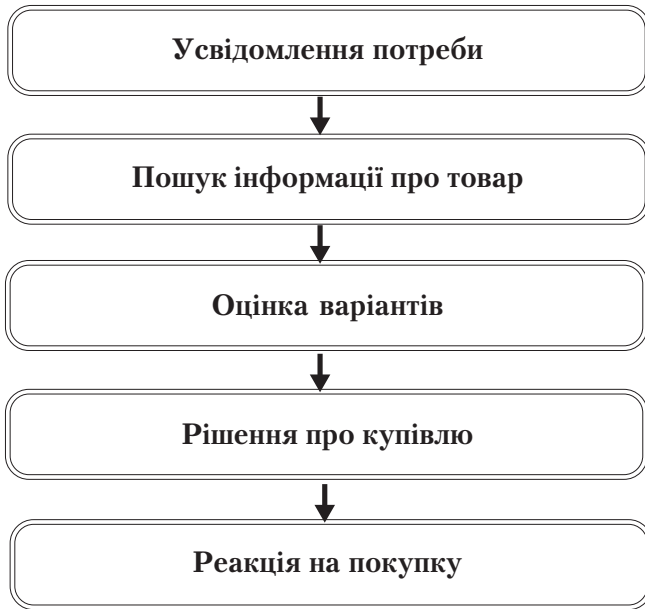 Усвідомлення потреби
Пошук інформації про товар
Оцінка варіантів
Рішення про купівлю
Реакція на покупку